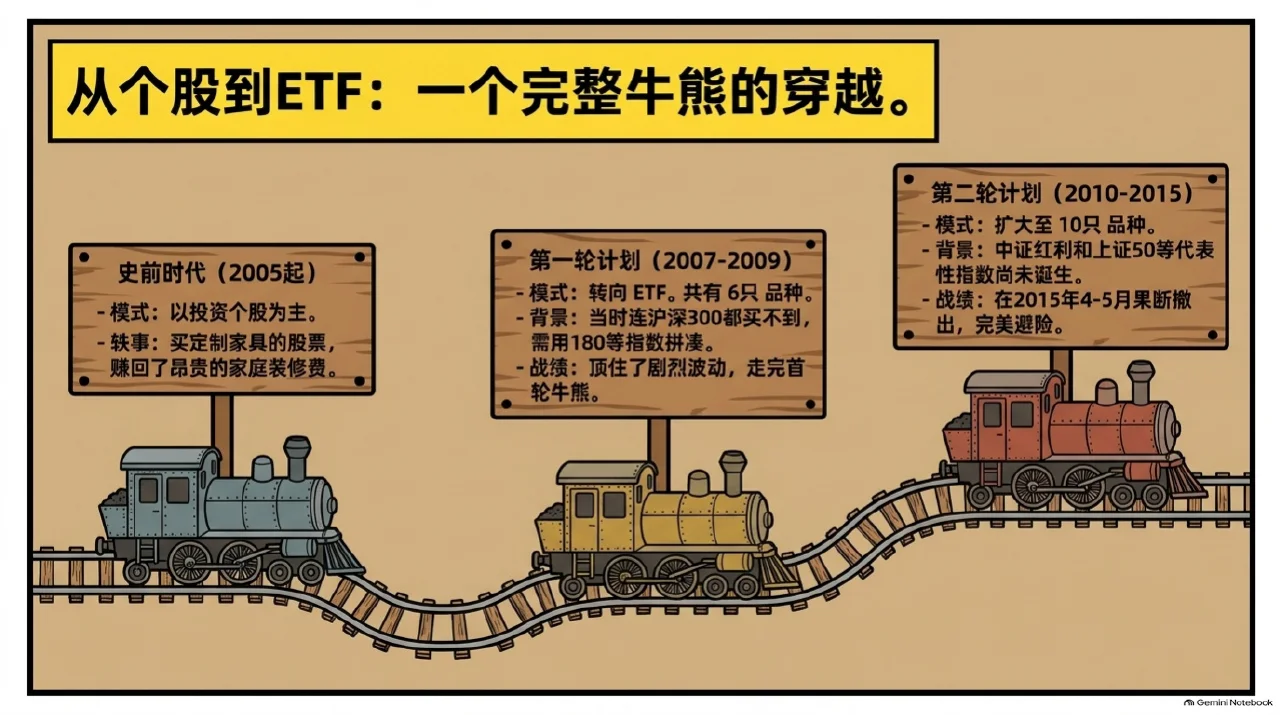 从个股到ETF：一个完整牛熊的穿越。
史前时代（2005起）
- 模式：以投资个股为主。
- 轶事：买定制家具的股票，
赚回了昂贵的家庭装修费。
第一轮计划（2007-2009）
- 模式：转向 ETF。共有 6只 品种。
- 背景：当时连沪深300都买不到，
需用180等指数拼凑。
- 战绩：顶住了剧烈波动，走完首
轮牛熊。
第二轮计划（2010-2015）
- 模式：扩大至 10只 品种。
- 背景：中证红利和上证50等代表
性指数尚未诞生。
- 战绩：在2015年4-5月果断撤
出，完美避险。
Gemini Notebook